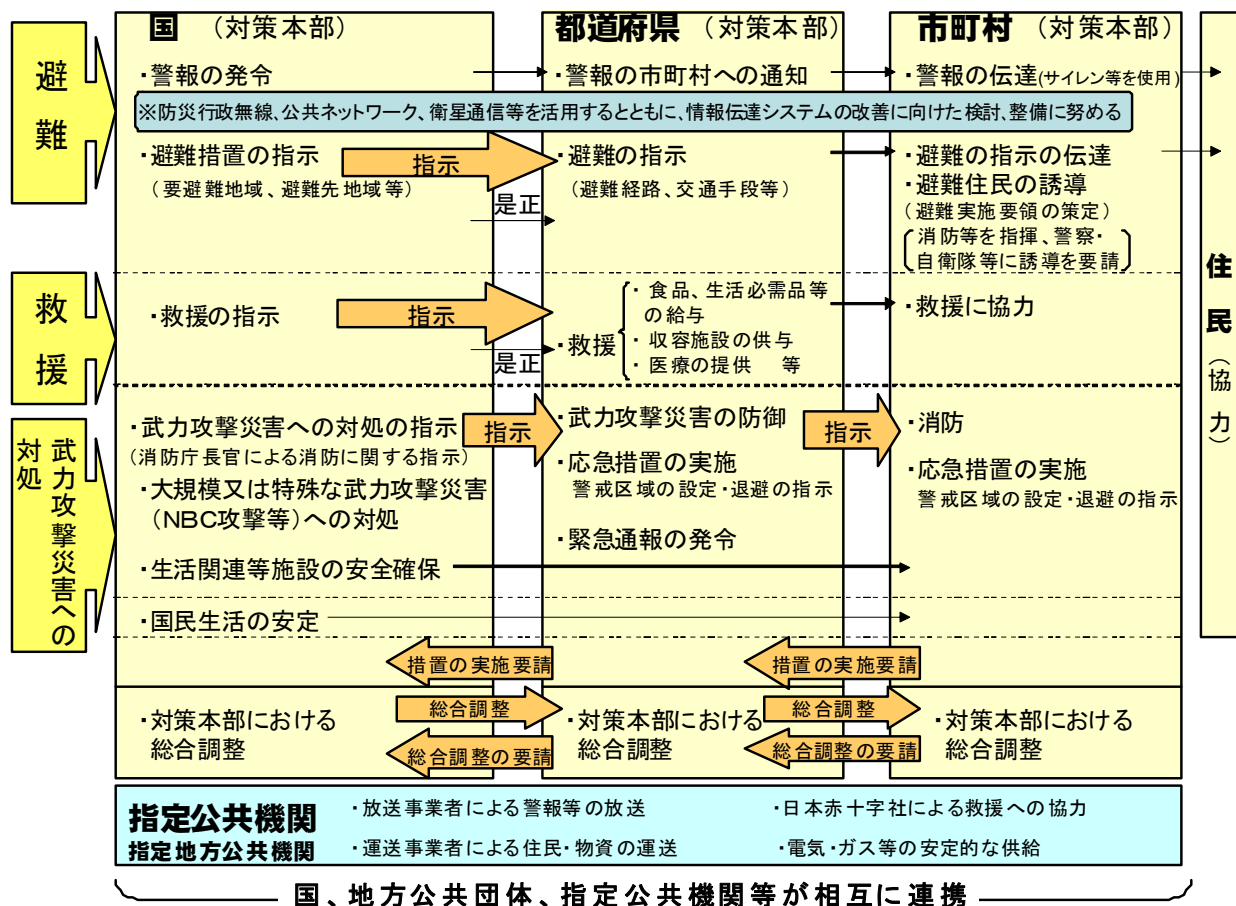 国 (対策本部)
都道府県 (対策本部)
市町村 (対策本部)
避難
・警報の発令
・警報の市町村への通知
・警報の伝達(サイレン等を使用)
※防災行政無線、公共ネットワーク、衛星通信等を活用するとともに、情報伝達システムの改善に向けた検討、整備に努める
・避難措置の指示
(要避難地域、避難先地域等)
指示
是正
・避難の指示
(避難経路、交通手段等)
・避難の指示の伝達
・避難住民の誘導
(避難実施要領の策定)
消防等を指揮、警察・
自衛隊等に誘導を要請
救援
・救援の指示
指示
是正
・救援
・食品、生活必需品等
の給与
・収容施設の供与
・医療の提供 等
・救援に協力
武力攻撃災害への
対処
・武力攻撃災害への対処の指示
(消防庁長官による消防に関する指示)
・大規模又は特殊な武力攻撃災害
(NBC攻撃等)への対処
・生活関連等施設の安全確保
・国民生活の安定
指示
・武力攻撃災害の防御
・応急措置の実施
警戒区域の設定・退避の指示
・緊急通報の発令
指示
・消防
・応急措置の実施
警戒区域の設定・退避の指示
住民(協力)
措置の実施要請
措置の実施要請
・対策本部における
総合調整
総合調整
総合調整の要請
・対策本部における
総合調整
総合調整
総合調整の要請
・対策本部における
総合調整
指定公共機関
指定地方公共機関
・放送事業者による警報等の放送
・日本赤十字社による救援への協力
・運送事業者による住民・物資の運送
・電気・ガス等の安定的な供給
国、地方公共団体、指定公共機関等が相互に連携